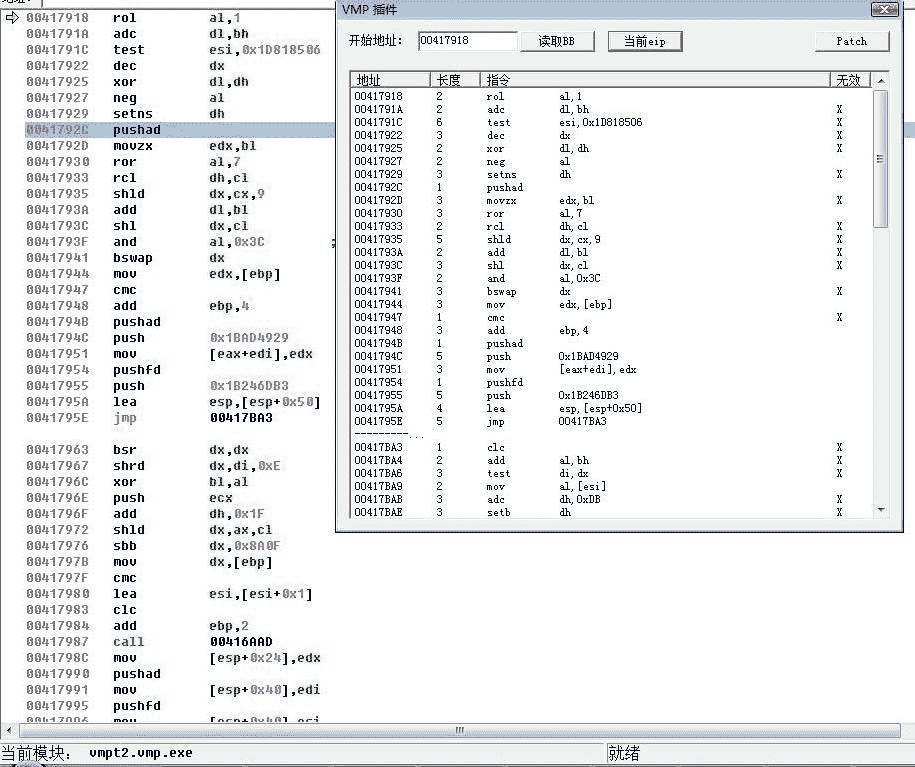 00417918 rol al,1
0041791A adc dl,bh
0041791C test esi,0x1D818506
00417922 dec dx
00417925 xor dl,dh
00417927 neg al
00417929 setns dh
0041792C pushad
0041792D movzx edx,bl
00417930 ror al,7
00417933 rcl dh,cl
00417935 shld dx,cx,9
0041793A add dl,bl
0041793C shl dx,cl
0041793F and al,0x3C ;
00417941 bswap dx
00417944 mov edx,[ebp]
00417947 cmc
00417948 add ebp,4
0041794B pushad
0041794C push 0x1BAD4929
00417951 mov [eax+edi],edx
00417954 pushfd
00417955 push 0x1B246DB3
0041795A lea esp,[esp+0x50]
0041795E jmp 00417BA3
00417963 bsr dx,dx
00417967 shrd dx,di,0xE
0041796C xor bl,al
0041796E push ecx
0041796F add dh,0x1F
00417972 shld dx,ax,cl
00417976 sbb dx,0x8A0F
0041797B mov dx,[ebp]
0041797F cmc
00417980 lea esi,[esi+0x1]
00417983 clc
00417984 add ebp,2
00417987 call 00416AAD
0041798C mov [esp+0x24],edx
00417990 pushad
00417991 mov [esp+0x40],edi
00417995 pushfd
00417996 mov [esp+0x40],esi
VMP 插件
开始地址: 00417918 读取BB 当前eip Patch
地址 长度 指令 无效
00417918 2 rol al,1
0041791A 2 adc dl,bh X
0041791C 6 test esi,0x1D818506 X
00417922 3 dec dx X
00417925 2 xor dl,dh X
00417927 2 neg al
00417929 3 setns dh X
0041792C 1 pushad
0041792D 3 movzx edx,bl X
00417930 3 ror al,7
00417933 2 rcl dh,cl X
00417935 5 shld dx,cx,9 X
0041793A 2 add dl,bl X
0041793C 3 shl dx,cl X
0041793F 2 and al,0x3C
00417941 3 bswap dx X
00417944 3 mov edx,[ebp]
00417947 1 cmc X
00417948 3 add ebp,4
0041794B 1 pushad
0041794C 5 push 0x1BAD4929
00417951 3 mov [eax+edi],edx
00417954 1 pushfd
00417955 5 push 0x1B246DB3
0041795A 4 lea esp,[esp+0x50]
0041795E 5 jmp 00417BA3
---------...
00417BA3 1 clc X
00417BA4 2 add al,bh X
00417BA6 3 test di,dx X
00417BA9 2 mov al,[esi]
00417BAB 3 adc dh,0xDB X
00417BAE 3 setb dh X
当前模块: vmpt2.vmp.exe
就绪